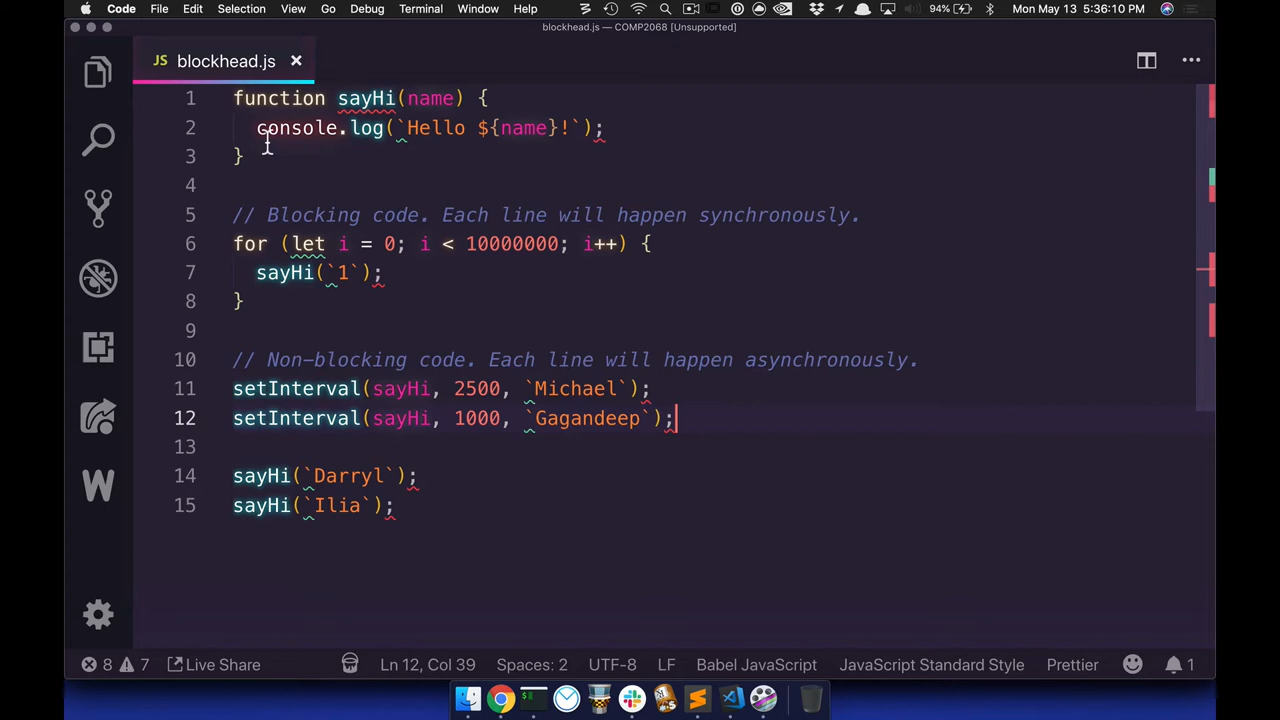 Code File Edit Selection View Go Debug Terminal Window Help 94% Mon May 13 5:36:10 PM
blockhead.js — COMP2068 [Unsupported]
JS blockhead.js ×
1 function sayHi(name) {
2 console.log(`Hello ${name}!`);
3 }
4
5 // Blocking code. Each line will happen synchronously.
6 for (let i = 0; i < 10000000; i++) {
7 sayHi(`1`);
8 }
9
10 // Non-blocking code. Each line will happen asynchronously.
11 setInterval(sayHi, 2500, `Michael`);
12 setInterval(sayHi, 1000, `Gagandeep`);
13
14 sayHi(`Darryl`);
15 sayHi(`Ilia`);
W
8 7 Live Share Ln 12, Col 39 Spaces: 2 UTF-8 LF Babel JavaScript JavaScript Standard Style Prettier 1